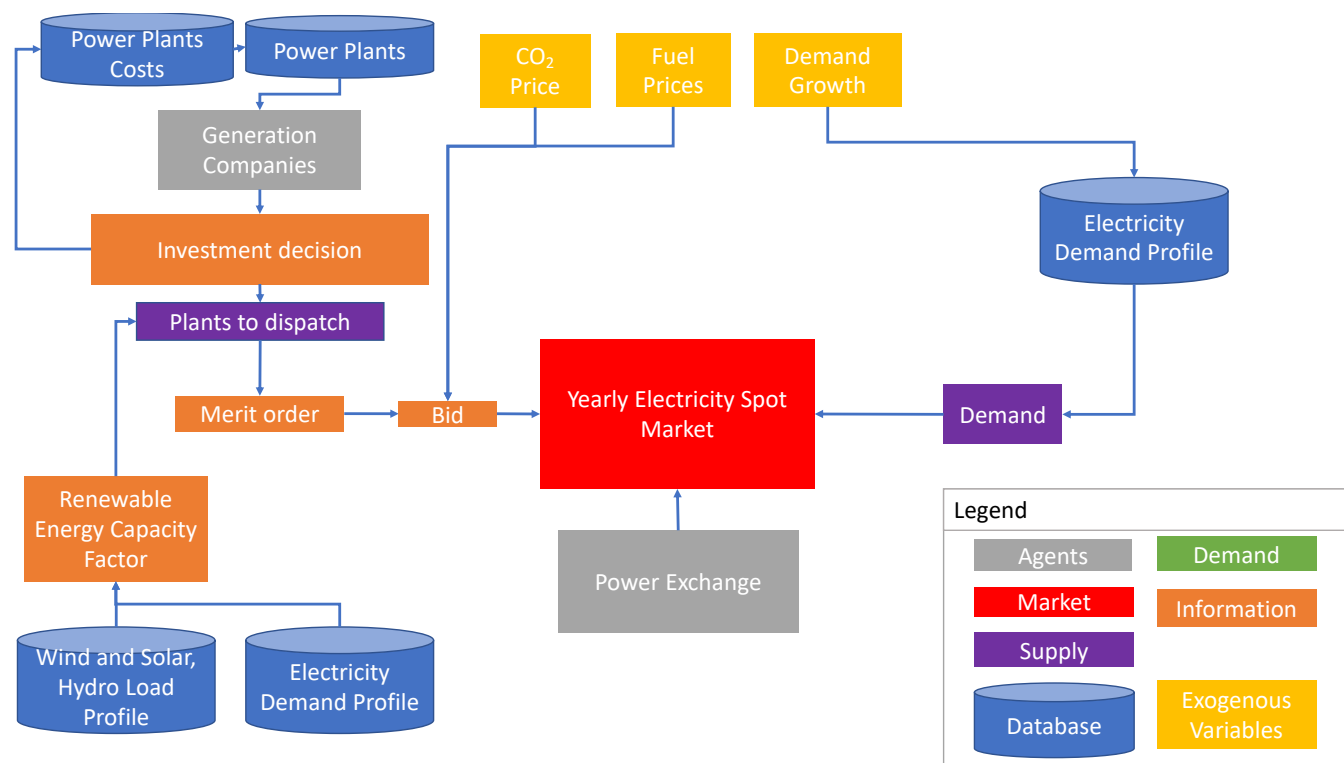 Power Plants
Costs
Power Plants
CO₂
Price
Fuel
Prices
Demand
Growth
Generation
Companies
Electricity
Demand Profile
Investment decision
Plants to dispatch
Merit order
Bid
Yearly Electricity Spot
Market
Demand
Renewable
Energy Capacity
Factor
Power Exchange
Wind and Solar,
Hydro Load
Profile
Electricity
Demand Profile
Legend
Agents
Demand
Market
Information
Supply
Database
Exogenous
Variables